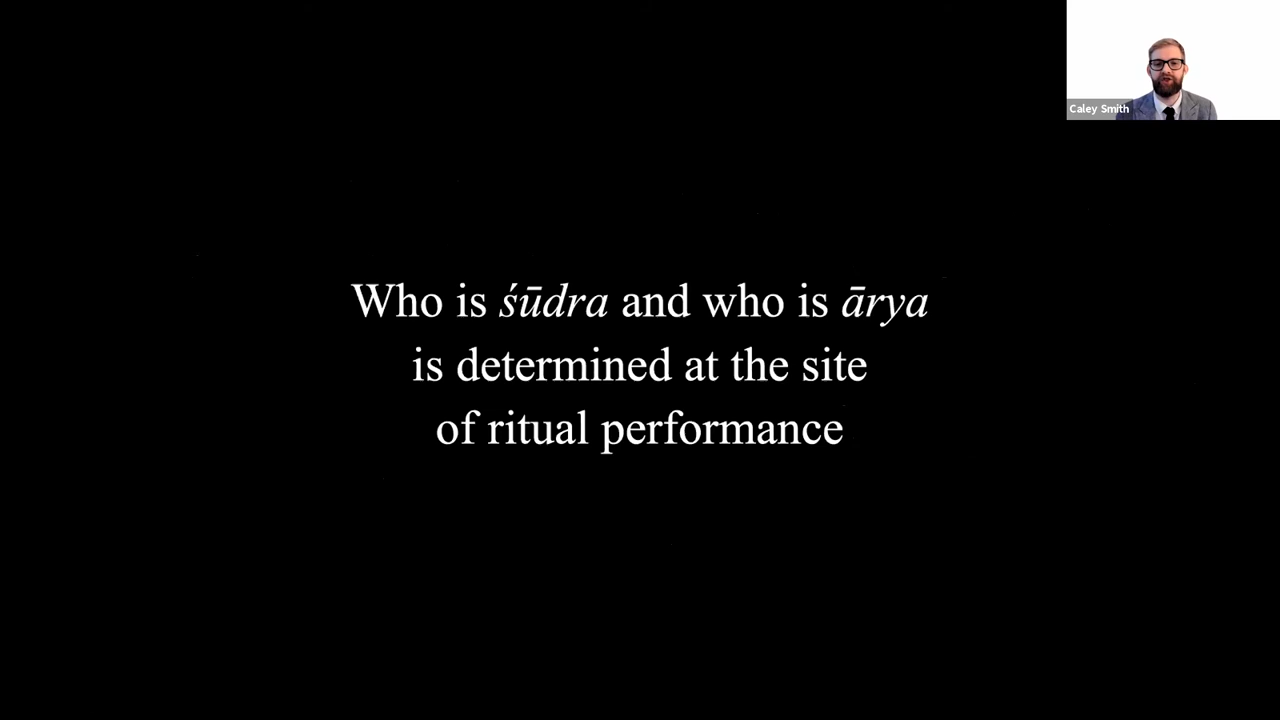 Caley Smith
Who is śūdra and who is ārya
is determined at the site
of ritual performance